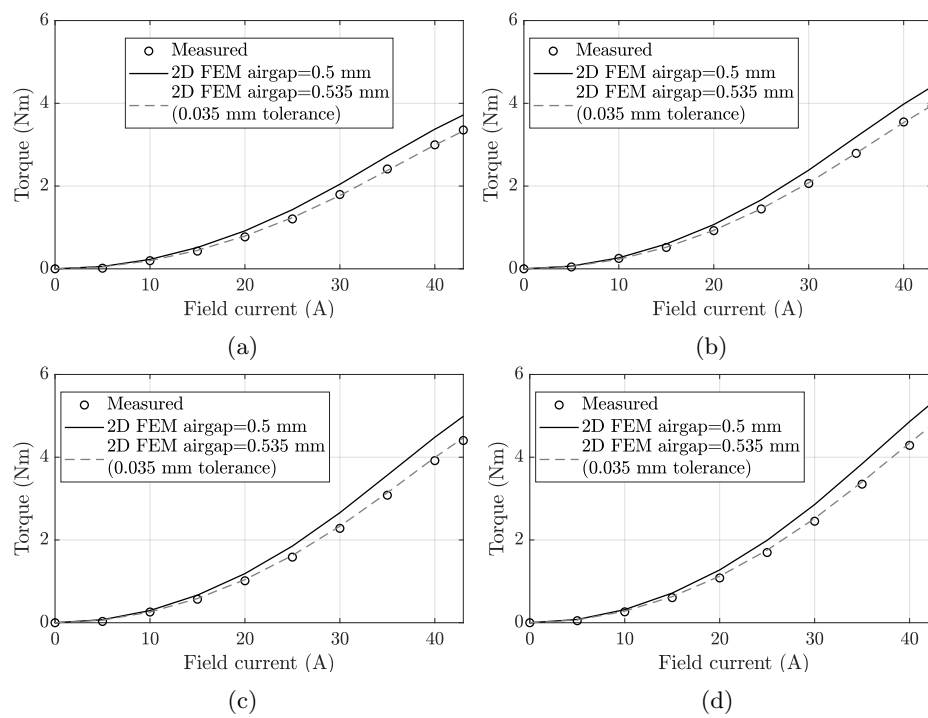 6
4
2
0
Torque (Nm)
Measured
2D FEM airgap=0.5 mm
2D FEM airgap=0.535 mm
(0.035 mm tolerance)
0 10 20 30 40
Field current (A)
(a)
6
4
2
0
Torque (Nm)
Measured
2D FEM airgap=0.5 mm
2D FEM airgap=0.535 mm
(0.035 mm tolerance)
0 10 20 30 40
Field current (A)
(b)
6
4
2
0
Torque (Nm)
Measured
2D FEM airgap=0.5 mm
2D FEM airgap=0.535 mm
(0.035 mm tolerance)
0 10 20 30 40
Field current (A)
(c)
6
4
2
0
Torque (Nm)
Measured
2D FEM airgap=0.5 mm
2D FEM airgap=0.535 mm
(0.035 mm tolerance)
0 10 20 30 40
Field current (A)
(d)